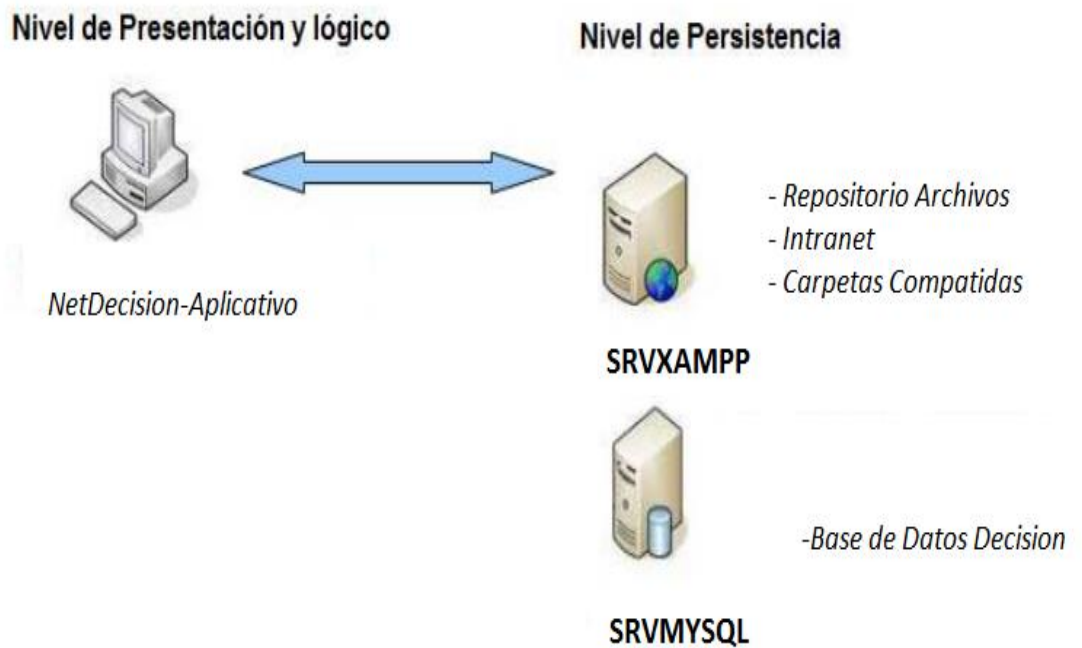 Nivel de Presentación y lógico
Nivel de Persistencia
- Repositorio Archivos
- Intranet
- Carpetas Compatidas
NetDecision-Aplicativo
SRVXAMPP
-Base de Datos Decision
SRVMYSQL